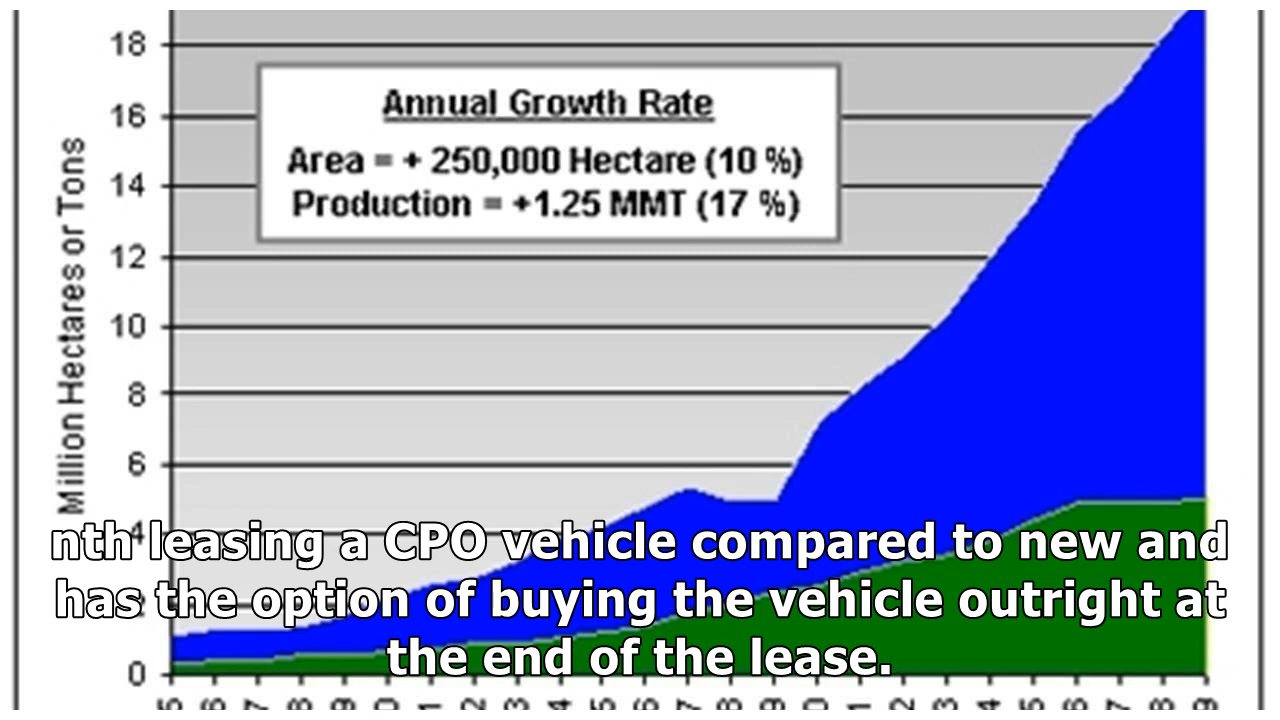 18
Annual Growth Rate
16
Area = + 250,000 Hectare (10 %)
Production = +1.25 MMT (17 %)
14
12
10
8
6
4
2
0
Million Hectares or Tons
nth leasing a CPO vehicle compared to new and
has the option of buying the vehicle outright at
the end of the lease.